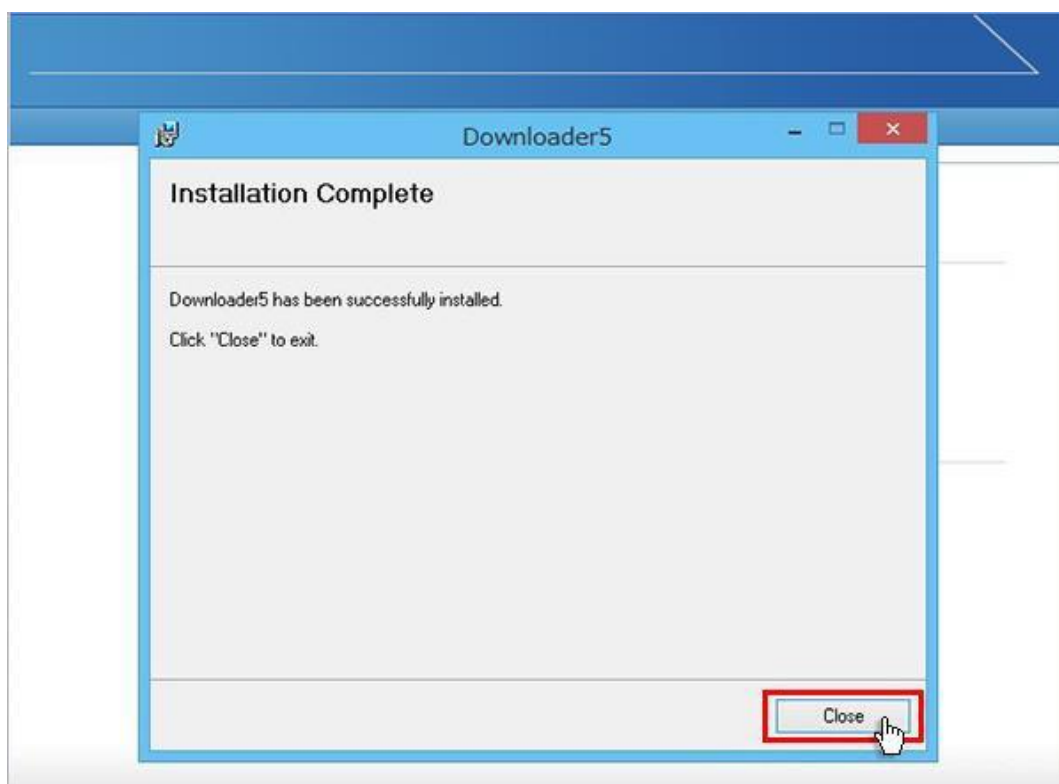 Downloader5
Installation Complete
Downloader5 has been successfully installed.
Click "Close" to exit.
Close